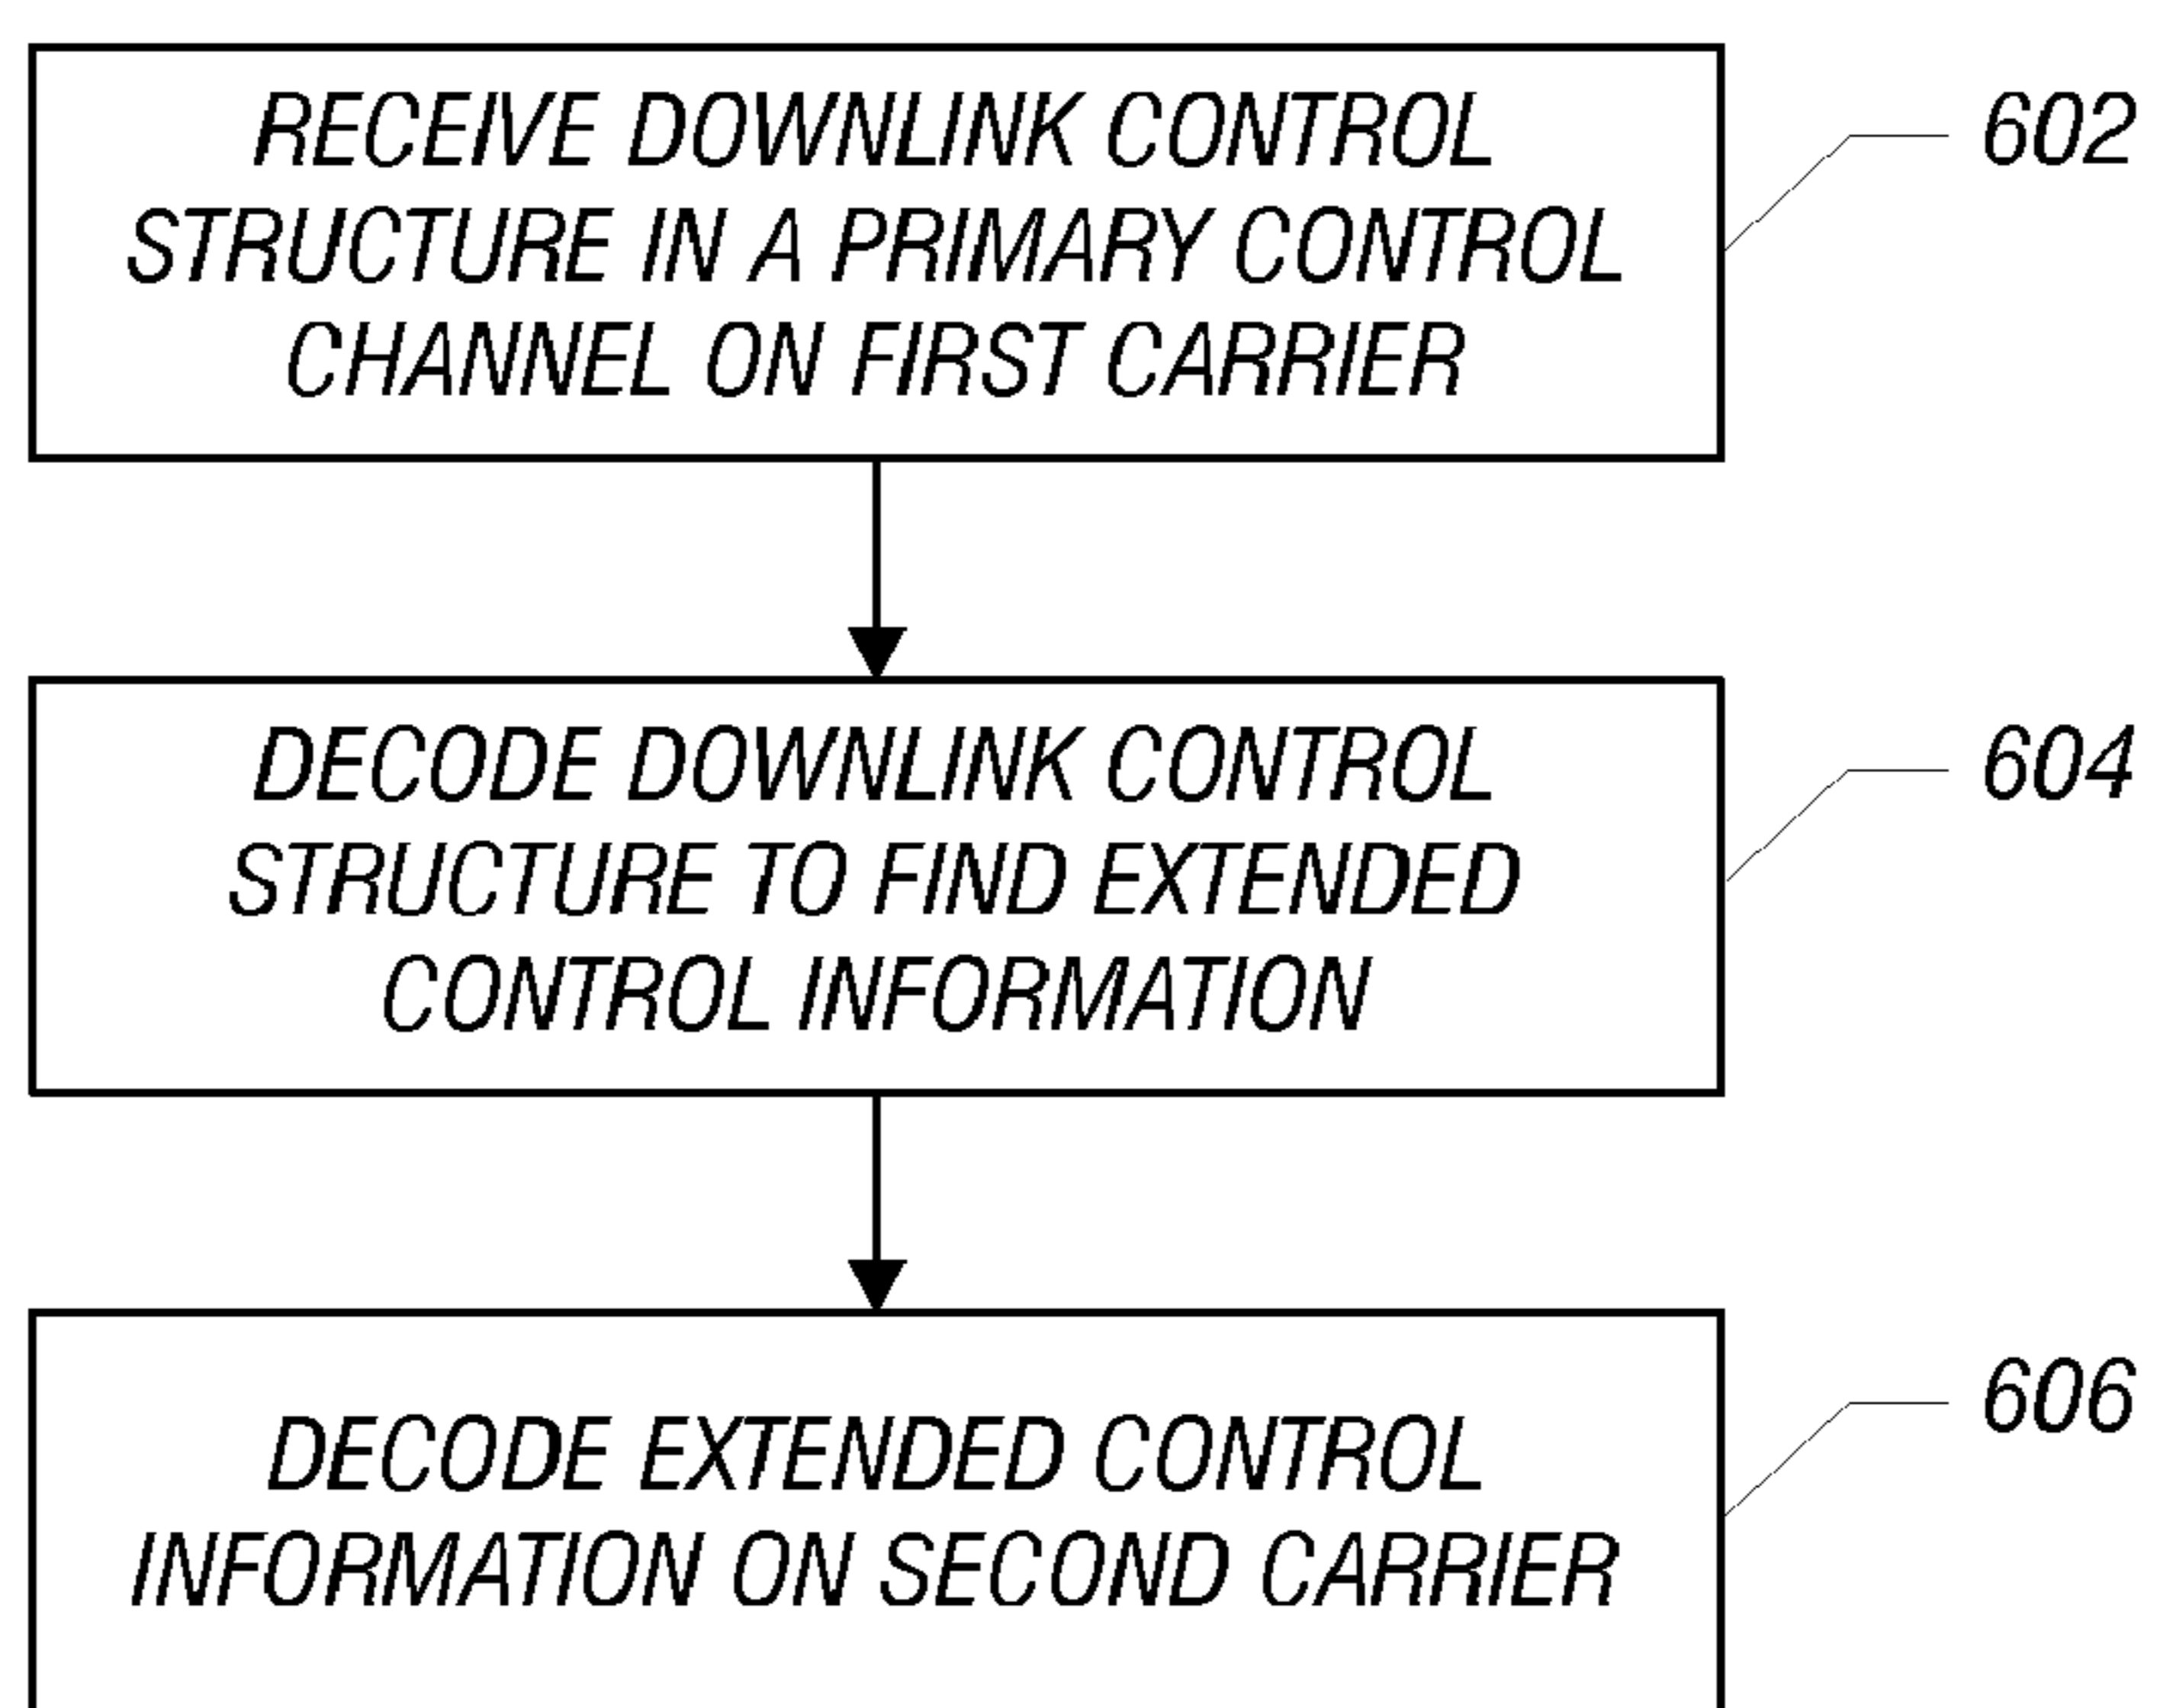 RECEIVE DOWNLINK CONTROL
STRUCTURE IN A PRIMARY CONTROL
CHANNEL ON FIRST CARRIER
602
DECODE DOWNLINK CONTROL
STRUCTURE TO FIND EXTENDED
CONTROL INFORMATION
604
DECODE EXTENDED CONTROL
INFORMATION ON SECOND CARRIER
606